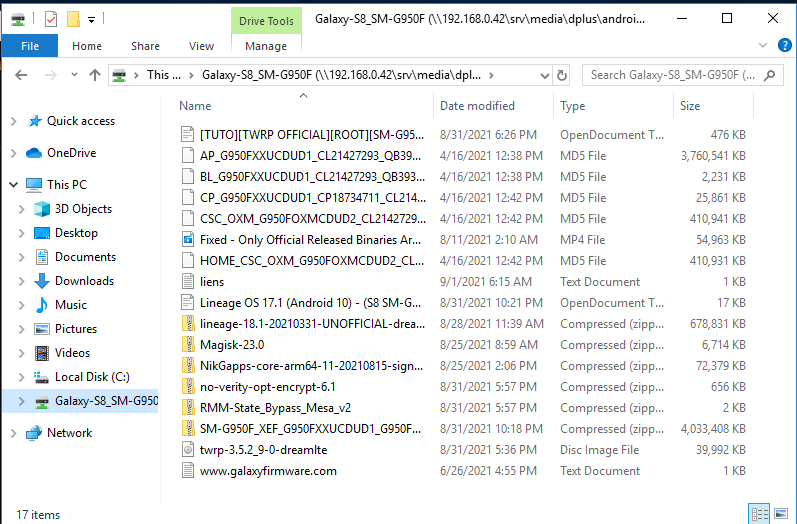 Drive Tools
Galaxy-S8_SM-G950F (\\192.168.0.42\srv\media\dplus\androi...
File Home Share View Manage
This ... Galaxy-S8_SM-G950F (\\192.168.0.42\srv\media\dpl... Search Galaxy-S8_SM-G950F (...
Name Date modified Type Size
Quick access
OneDrive
This PC
3D Objects
Desktop
Documents
Downloads
Music
Pictures
Videos
Local Disk (C:)
Galaxy-S8_SM-G950
Network
[TUTO][TWRP OFFICIAL][ROOT][SM-G95... 8/31/2021 6:26 PM OpenDocument T... 476 KB
AP_G950FXXUCDUD1_CL21427293_QB39... 4/16/2021 12:38 PM MD5 File 3,760,541 KB
BL_G950FXXUCDUD1_CL21427293_QB393... 4/16/2021 12:38 PM MD5 File 2,231 KB
CP_G950FXXUCDUD1_CP18734711_CL214... 4/16/2021 12:42 PM MD5 File 25,861 KB
CSC_OXM_G950FOXMCDUD2_CL2142729... 4/16/2021 12:42 PM MD5 File 410,941 KB
Fixed - Only Official Released Binaries Ar... 8/11/2021 2:10 AM MP4 File 54,963 KB
HOME_CSC_OXM_G950FOXMCDUD2_CL... 4/16/2021 12:42 PM MD5 File 410,931 KB
liens 9/1/2021 6:15 AM Text Document 1 KB
Lineage OS 17.1 (Android 10) - (S8 SM-G... 8/31/2021 10:21 PM OpenDocument T... 17 KB
lineage-18.1-20210331-UNOFFICIAL-drea... 8/28/2021 11:39 AM Compressed (zipp... 678,831 KB
Magisk-23.0 8/25/2021 8:59 AM Compressed (zipp... 6,714 KB
NikGapps-core-arm64-11-20210815-sign... 8/25/2021 2:06 PM Compressed (zipp... 72,379 KB
no-verity-opt-encrypt-6.1 8/31/2021 5:57 PM Compressed (zipp... 656 KB
RMM-State_Bypass_Mesa_v2 8/31/2021 5:57 PM Compressed (zipp... 2 KB
SM-G950F_XEF_G950FXXUCDUD1_G950F... 8/31/2021 10:18 PM Compressed (zipp... 4,033,408 KB
twrp-3.5.2_9-0-dreamlte 8/31/2021 5:36 PM Disc Image File 39,992 KB
www.galaxyfirmware.com 6/26/2021 4:55 PM Text Document 1 KB
17 items